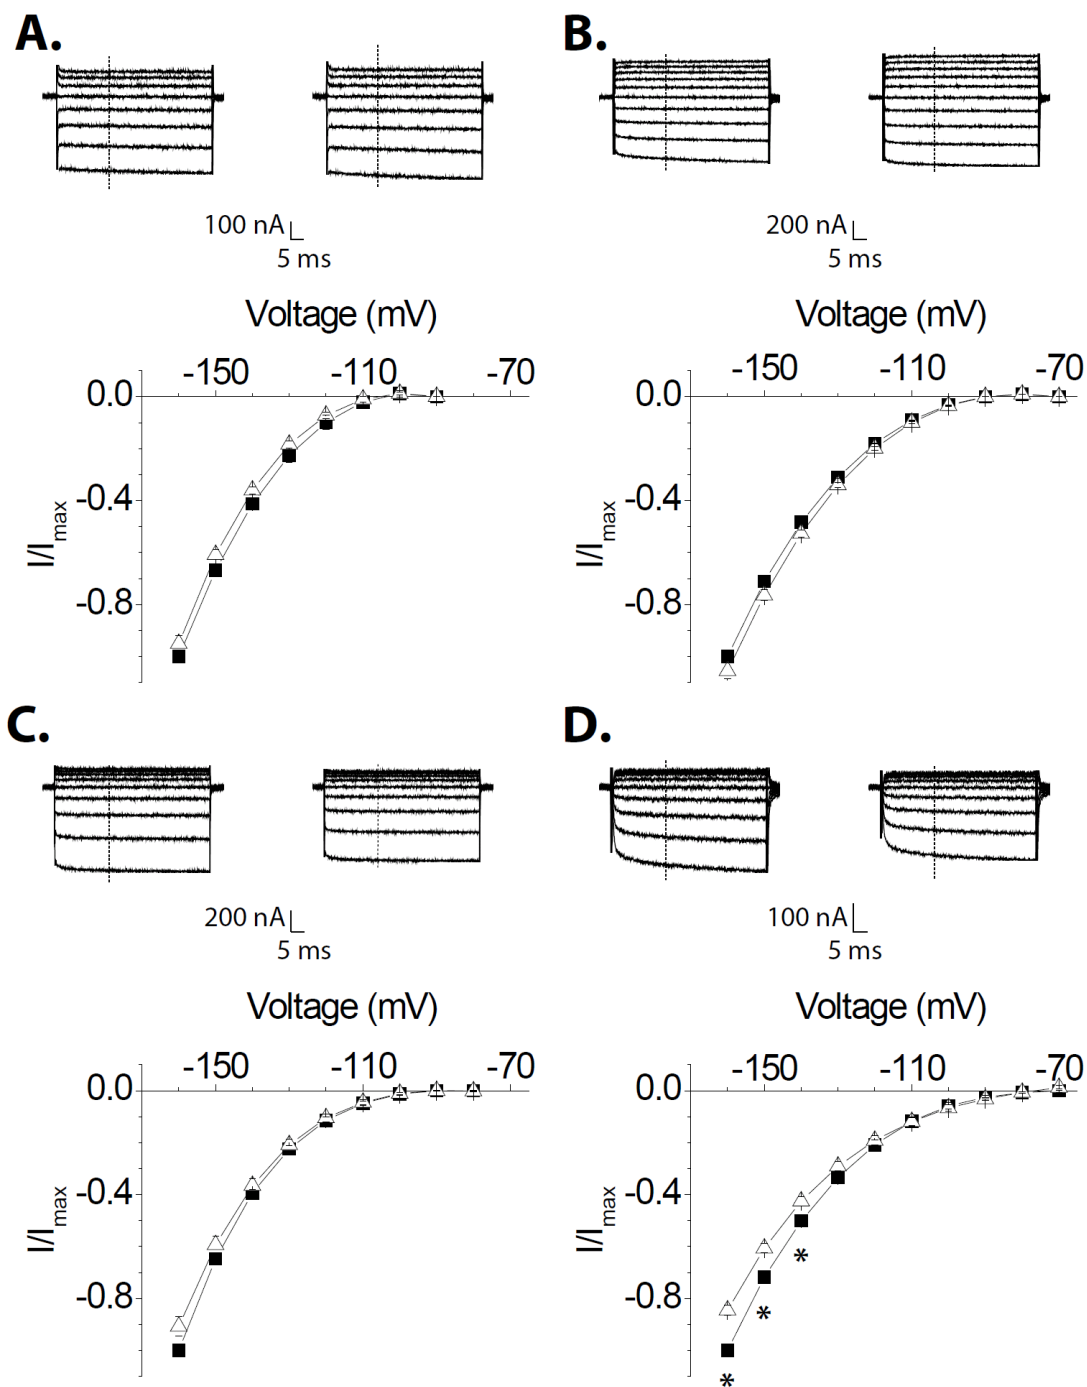 A.
100 nA
5 ms
Voltage (mV)
-150 -110 -70
0.0
-0.4
-0.8
I/Imax
B.
200 nA
5 ms
Voltage (mV)
-150 -110 -70
0.0
-0.4
-0.8
I/Imax
C.
200 nA
5 ms
Voltage (mV)
-150 -110 -70
0.0
-0.4
-0.8
I/Imax
D.
100 nA
5 ms
Voltage (mV)
-150 -110 -70
0.0
-0.4
-0.8
I/Imax
*
*
*